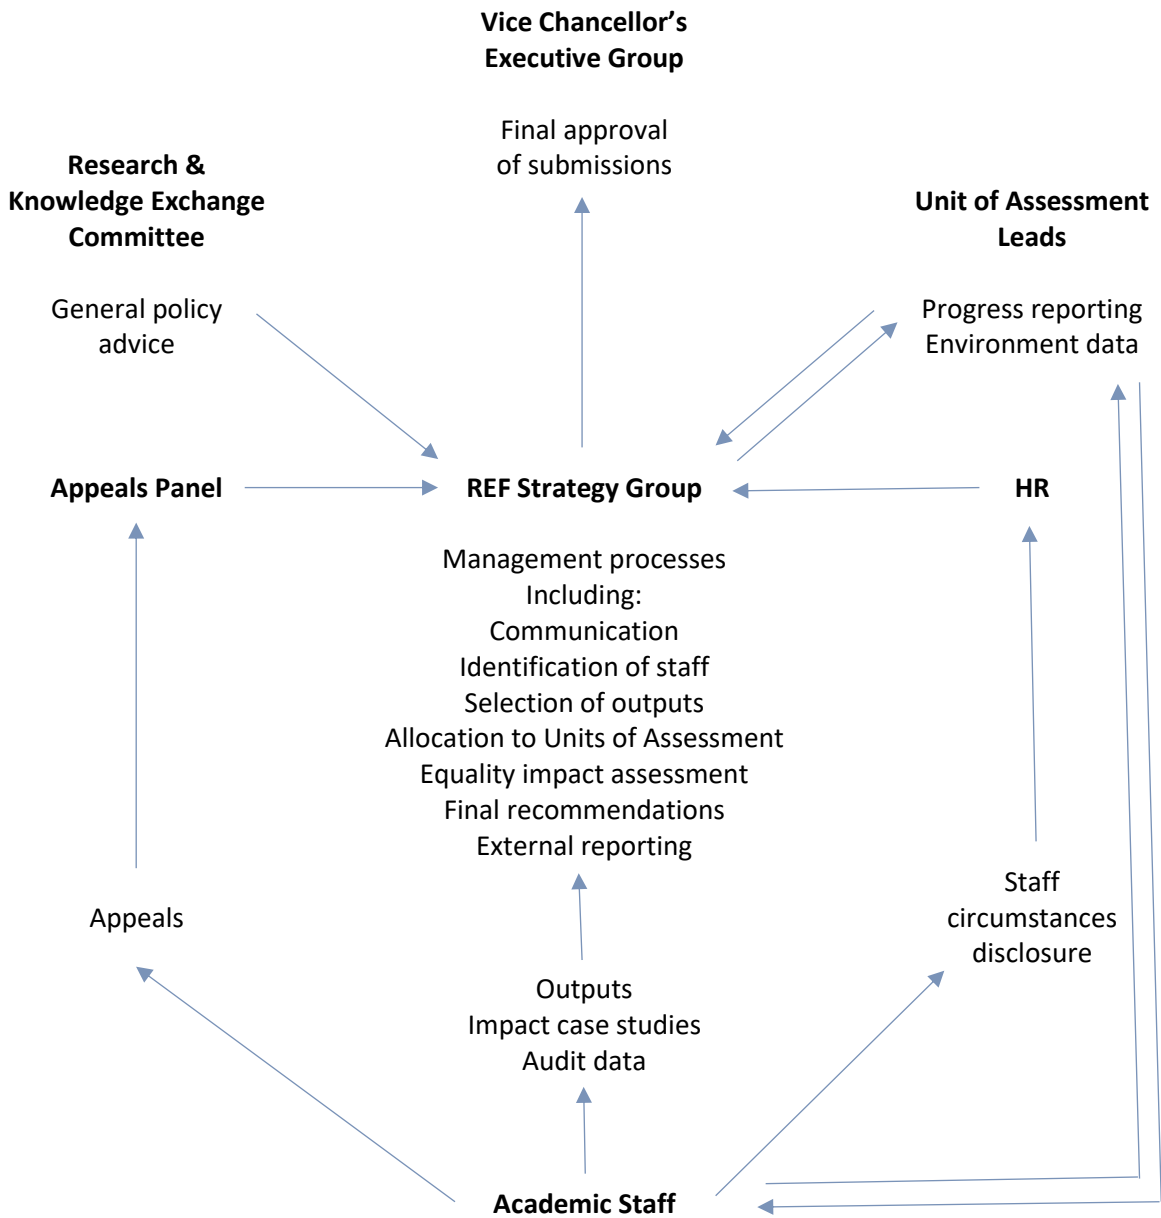 Vice Chancellor’s
Executive Group
Final approval
of submissions
Research &
Knowledge Exchange
Committee
General policy
advice
Unit of Assessment
Leads
Progress reporting
Environment data
Appeals Panel
REF Strategy Group
HR
Management processes
Including:
Communication
Identification of staff
Selection of outputs
Allocation to Units of Assessment
Equality impact assessment
Final recommendations
External reporting
Appeals
Staff
circumstances
disclosure
Outputs
Impact case studies
Audit data
Academic Staff